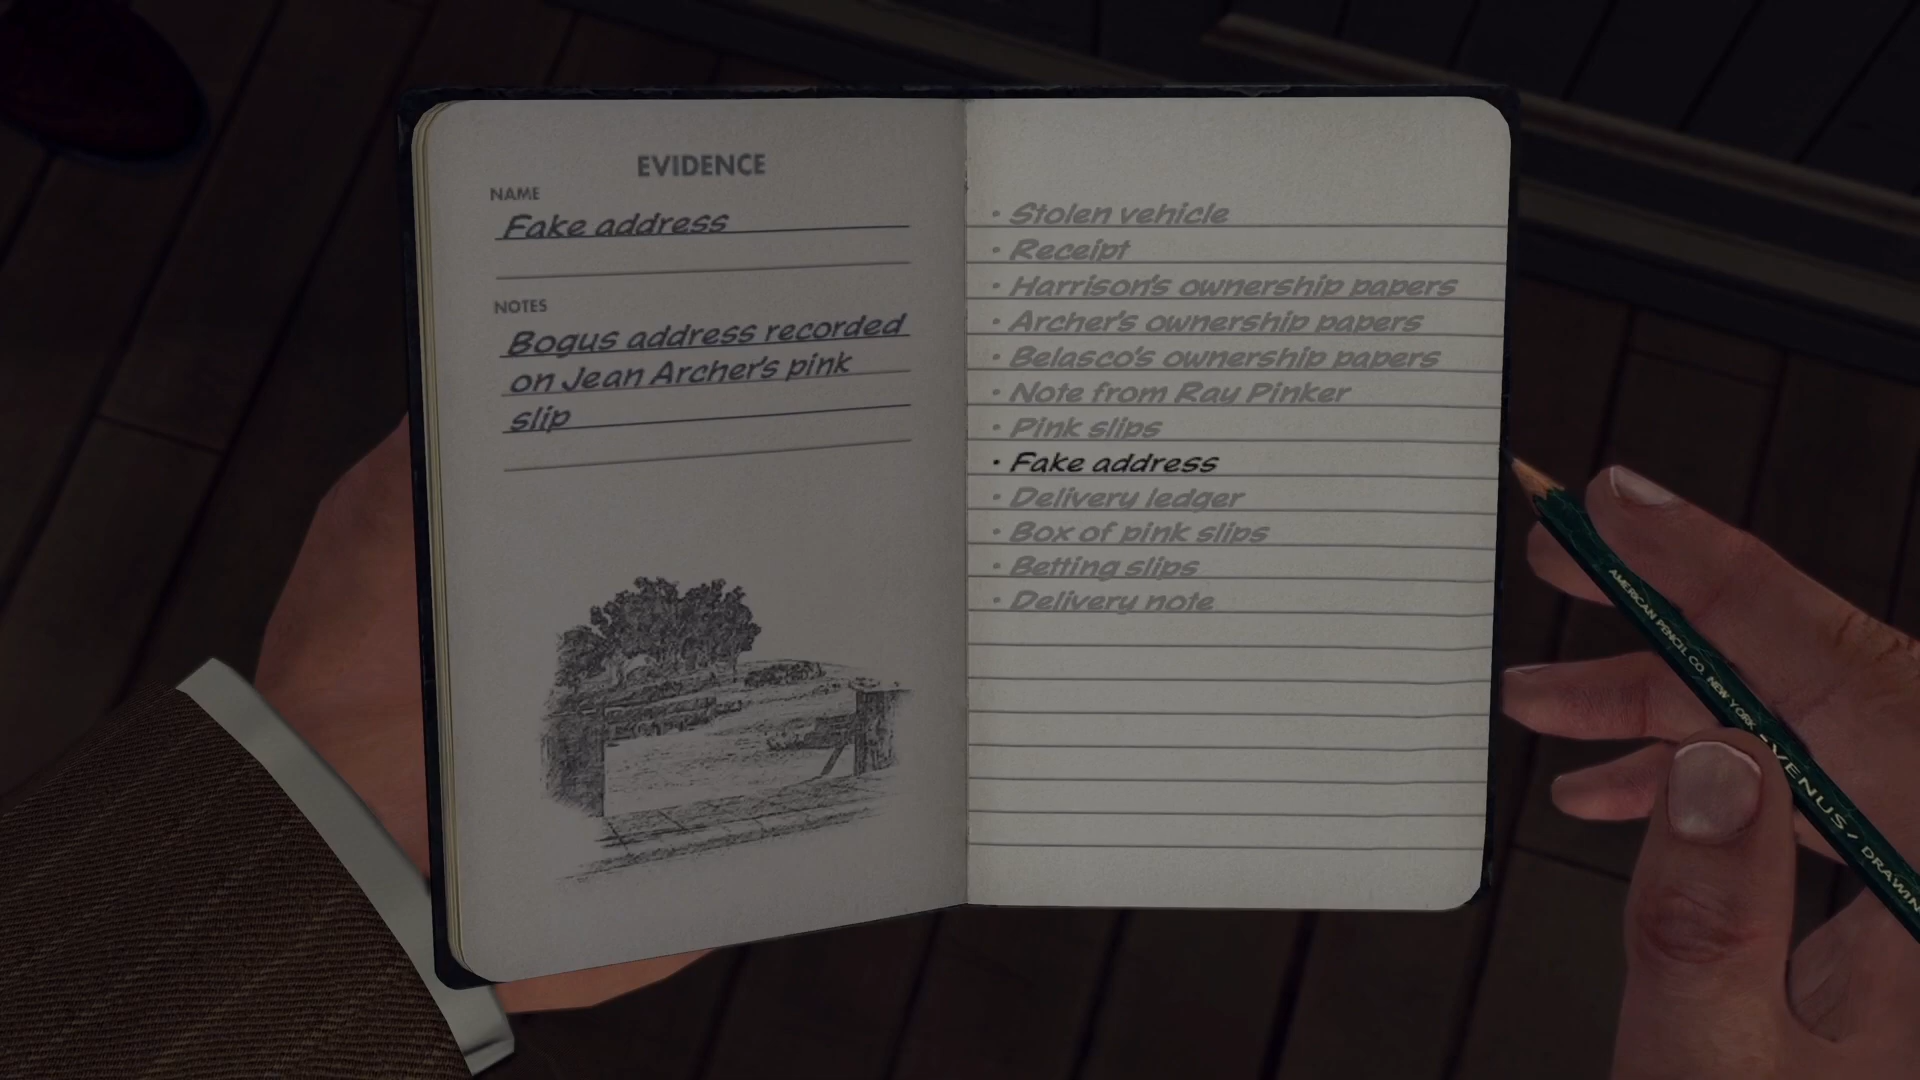 EVIDENCE
NAME
Fake address
NOTES
Bogus address recorded
on Jean Archer's pink
slip
• Stolen vehicle
• Receipt
• Harrison's ownership papers
• Archer's ownership papers
• Belasco's ownership papers
• Note from Ray Pinker
• Pink slips
• Fake address
• Delivery ledger
• Box of pink slips
• Betting slips
• Delivery note
AMERICAN PENCIL CO. NEW YORK VENUS DRAWIN